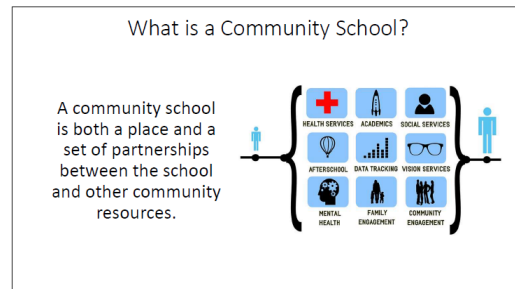 What is a Community School?
A community school
is both a place and a
set of partnerships
between the school
and other community
resources.
HEALTH SERVICES ACADEMICS SOCIAL SERVICES
AFTERSCHOOL DATA TRACKING VISION SERVICES
MENTAL HEALTH
FAMILY ENGAGEMENT
COMMUNITY ENGAGEMENT